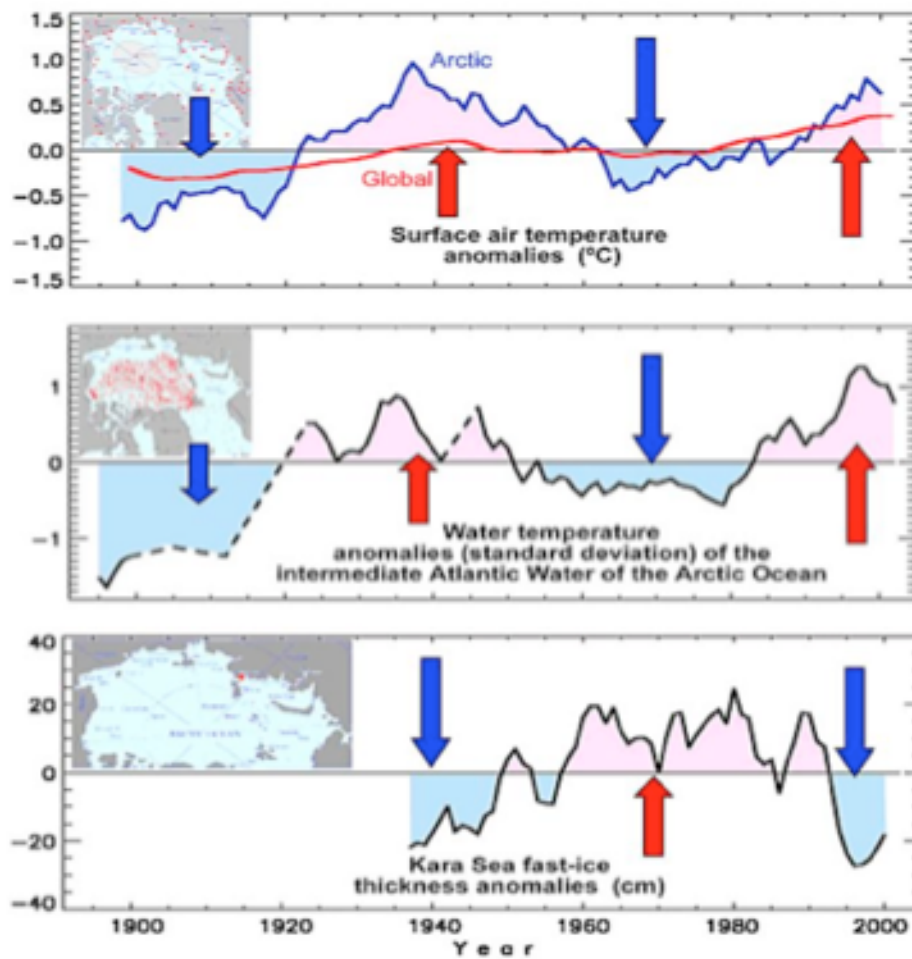 1.5
1.0
0.5
0.0
-0.5
-1.0
-1.5
Arctic
Global
Surface air temperature
anomalies (ºC)
1
0
-1
Water temperature
anomalies (standard deviation) of the
intermediate Atlantic Water of the Arctic Ocean
40
20
0
-20
-40
Kara Sea fast-ice
thickness anomalies (cm)
1900 1920 1940 1960 1980 2000
Year